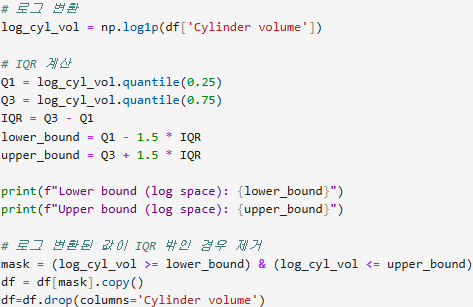 # 로그 변환
log_cyl_vol = np.log1p(df['Cylinder volume'])
# IQR 계산
Q1 = log_cyl_vol.quantile(0.25)
Q3 = log_cyl_vol.quantile(0.75)
IQR = Q3 - Q1
lower_bound = Q1 - 1.5 * IQR
upper_bound = Q3 + 1.5 * IQR
print(f"Lower bound (log space): {lower_bound}")
print(f"Upper bound (log space): {upper_bound}")
# 로그 변환된 값이 IQR 밖인 경우 제거
mask = (log_cyl_vol >= lower_bound) & (log_cyl_vol <= upper_bound)
df = df[mask].copy()
df=df.drop(columns='Cylinder volume')